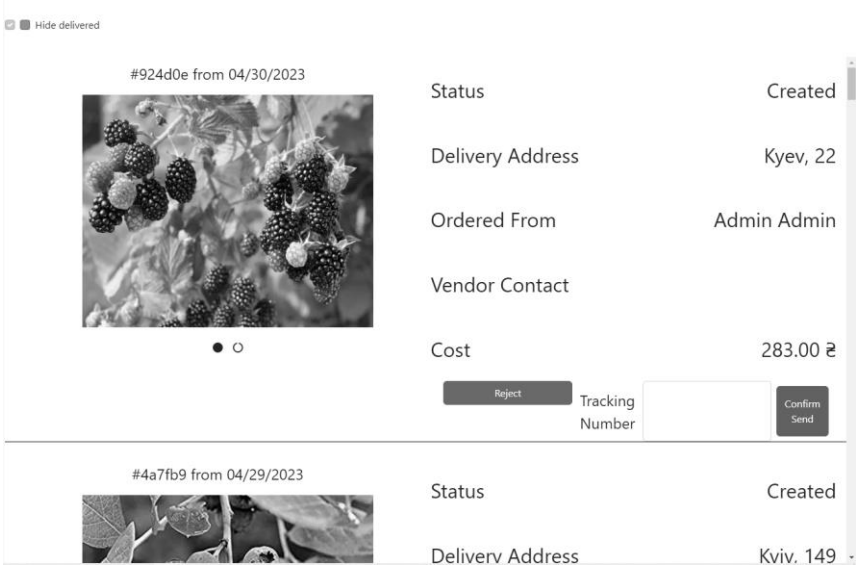 Hide delivered
#924d0e from 04/30/2023
Status Created
Delivery Address Kyev, 22
Ordered From Admin Admin
Vendor Contact
Cost 283.00 ₴
Reject
Tracking
Number
Confirm
Send
#4a7fb9 from 04/29/2023
Status Created
Delivery Address Kyiv, 149